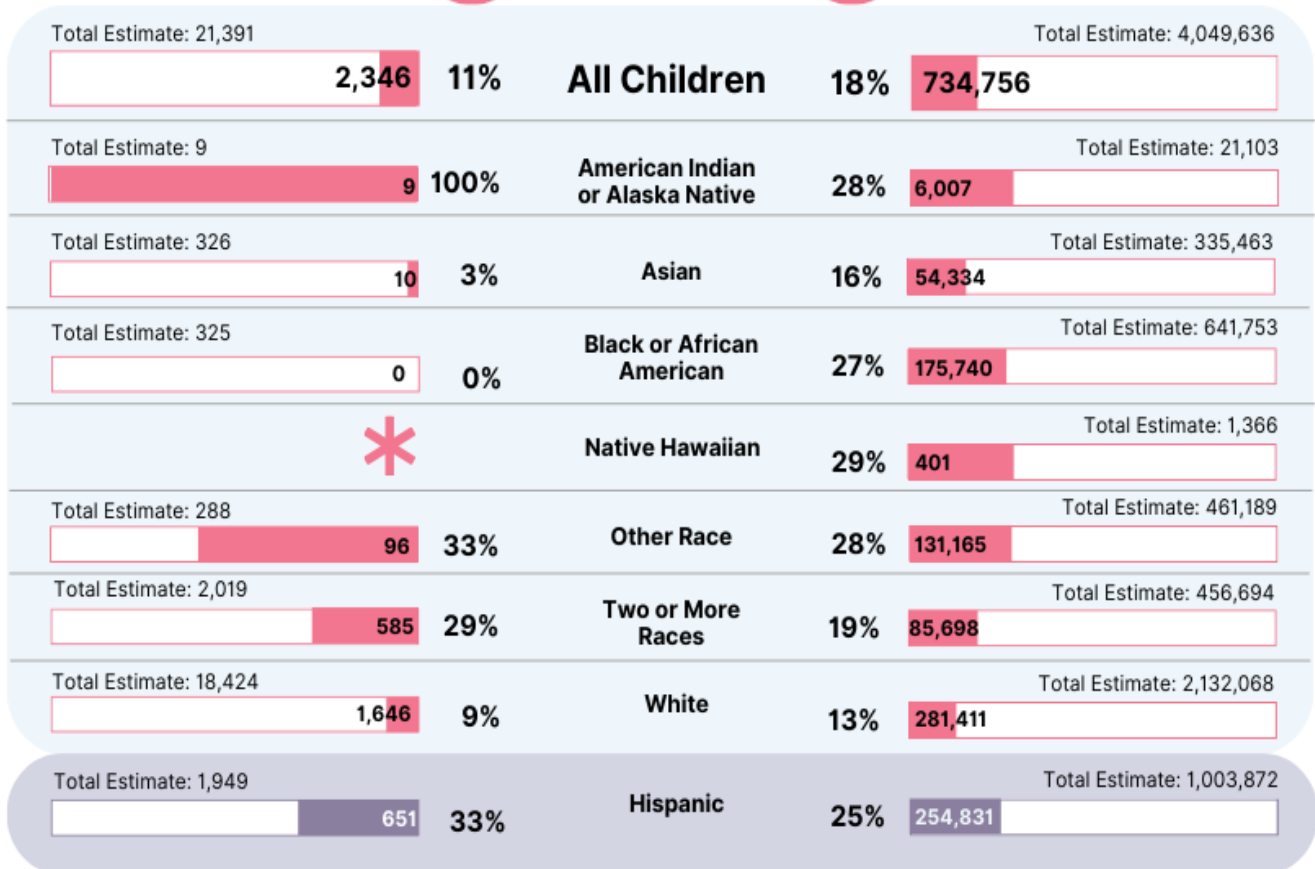 Total Estimate: 21,391
Total Estimate: 4,049,636
2,346 11% All Children 18% 734,756
Total Estimate: 9
Total Estimate: 21,103
9 100% American Indian
or Alaska Native 28% 6,007
Total Estimate: 326
Total Estimate: 335,463
10 3% Asian 16% 54,334
Total Estimate: 325
Total Estimate: 641,753
0 0% Black or African
American 27% 175,740
Total Estimate: 1,366
* Native Hawaiian 29% 401
Total Estimate: 288
Total Estimate: 461,189
96 33% Other Race 28% 131,165
Total Estimate: 2,019
Total Estimate: 456,694
585 29% Two or More
Races 19% 85,698
Total Estimate: 18,424
Total Estimate: 2,132,068
1,646 9% White 13% 281,411
Total Estimate: 1,949
Total Estimate: 1,003,872
651 33% Hispanic 25% 254,831